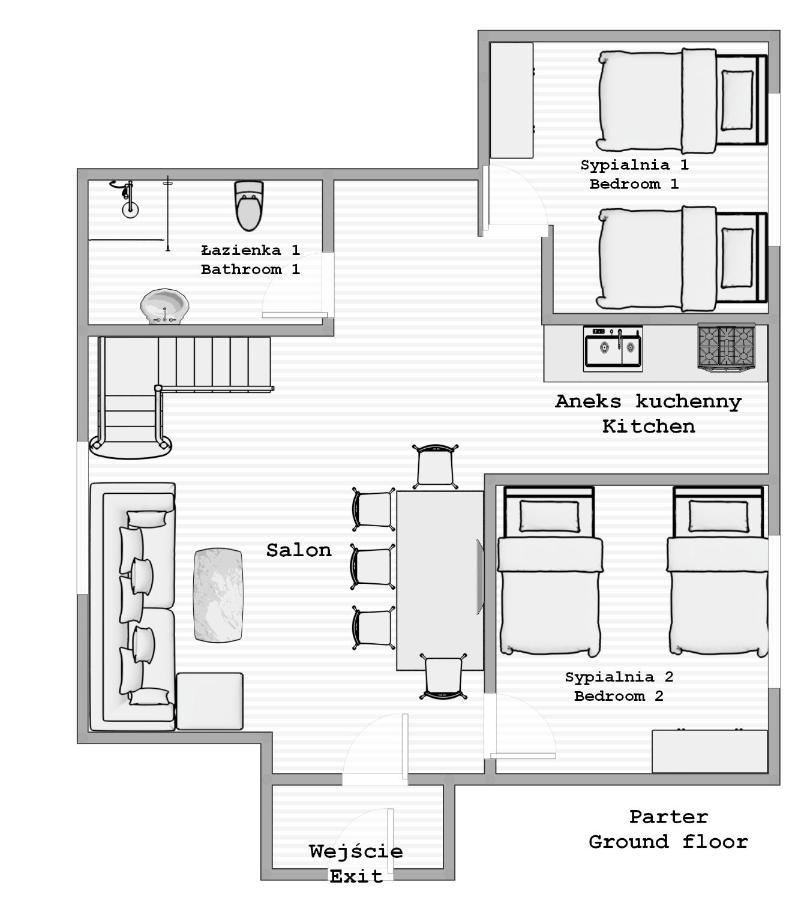 Sypialnia 1
Bedroom 1
Łazienka 1
Bathroom 1
Aneks kuchenny
Kitchen
Salon
Sypialnia 2
Bedroom 2
Parter
Ground floor
Wejście
Exit